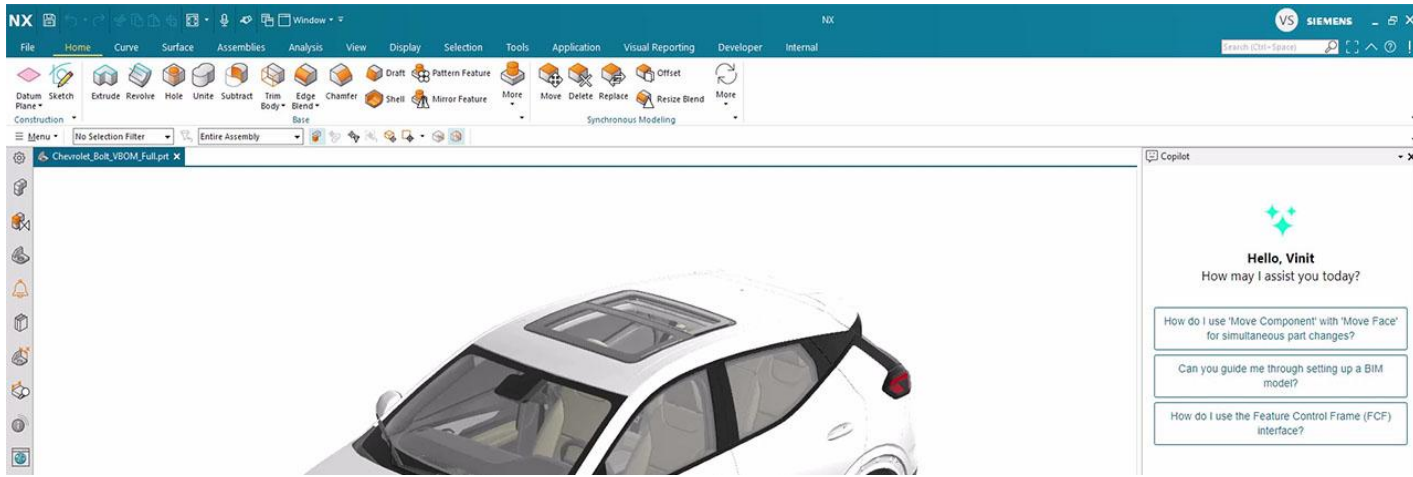 NX
Window
NX
VS
SIEMENS
File
Home
Curve
Surface
Assemblies
Analysis
View
Display
Selection
Tools
Application
Visual Reporting
Developer
Internal
Search (Ctrl+Space)
Datum
Plane
Sketch
Extrude
Revolve
Hole
Unite
Subtract
Trim
Body
Edge
Blend
Chamfer
Draft
Shell
Pattern Feature
Mirror Feature
More
Move
Delete
Replace
Offset
Resize Blend
More
Construction
Base
Synchronous Modeling
Menu
No Selection Filter
Entire Assembly
Chevrolet_Bolt_VBOM_Full.prt
Copilot
Hello, Vinit
How may I assist you today?
How do I use 'Move Component' with 'Move Face'
for simultaneous part changes?
Can you guide me through setting up a BIM
model?
How do I use the Feature Control Frame (FCF)
interface?